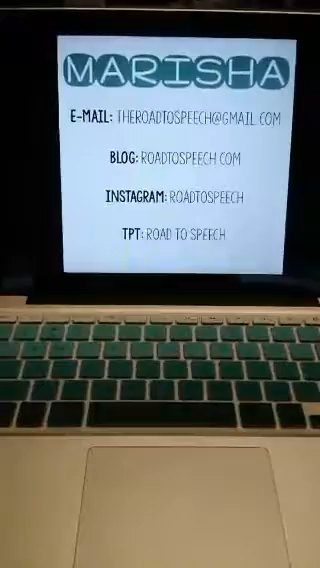 MARISHA
E-MAIL: THEROADTOSPEECH@GMAIL.COM
BLOG: ROADTOSPEECH.COM
INSTAGRAM: ROADTOSPEECH
TPT: ROAD TO SPEECH